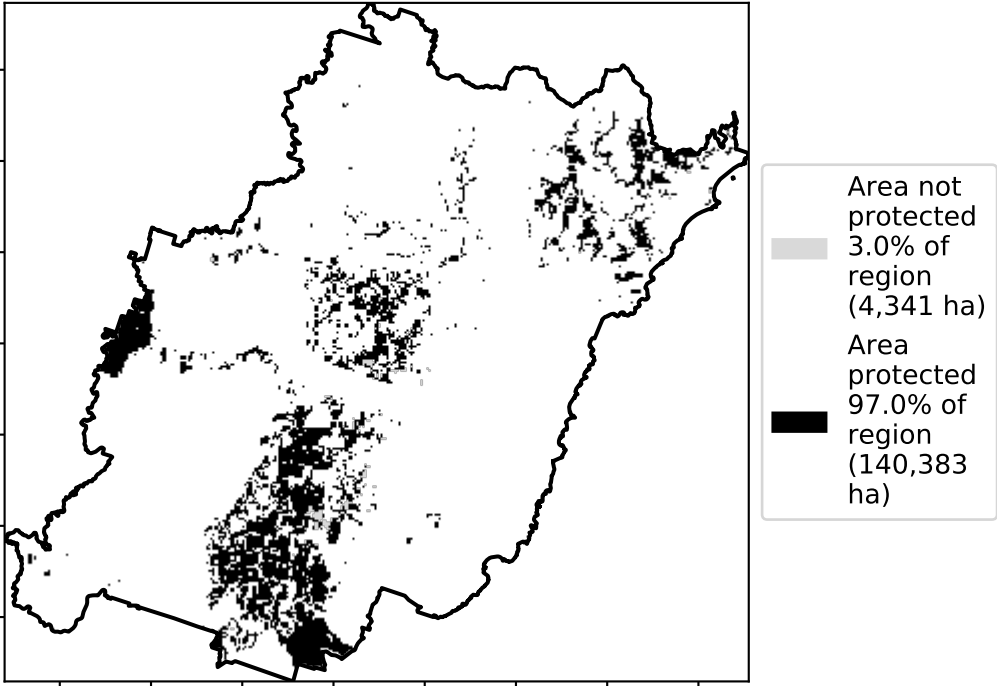 Area not
protected
3.0% of
region
(4,341 ha)
Area
protected
97.0% of
region
(140,383
ha)